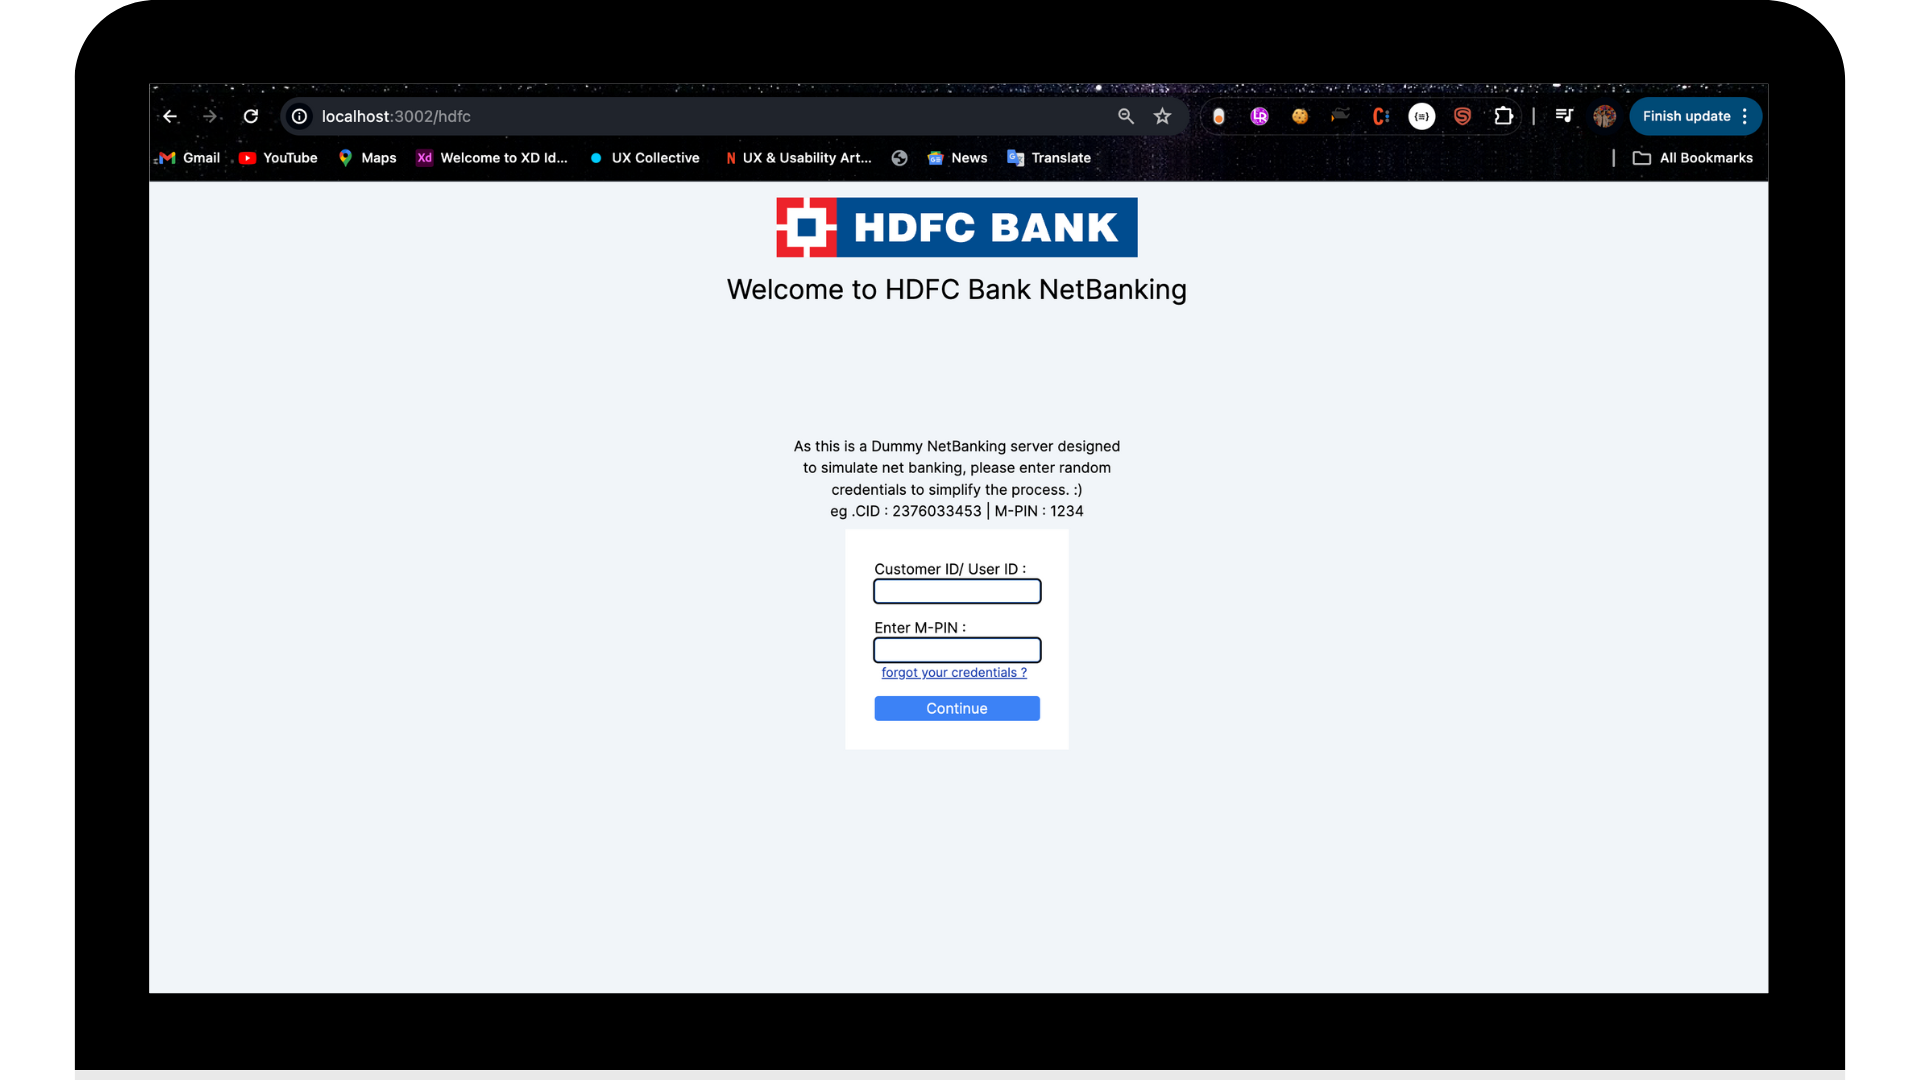 localhost:3002/hdfc
Finish update
Gmail YouTube Maps Xd Welcome to XD Id... UX Collective N UX & Usability Art... News Translate All Bookmarks
HDFC BANK
Welcome to HDFC Bank NetBanking
As this is a Dummy NetBanking server designed
to simulate net banking, please enter random
credentials to simplify the process. :)
eg .CID : 2376033453 | M-PIN : 1234
Customer ID/ User ID :
Enter M-PIN :
forgot your credentials ?
Continue